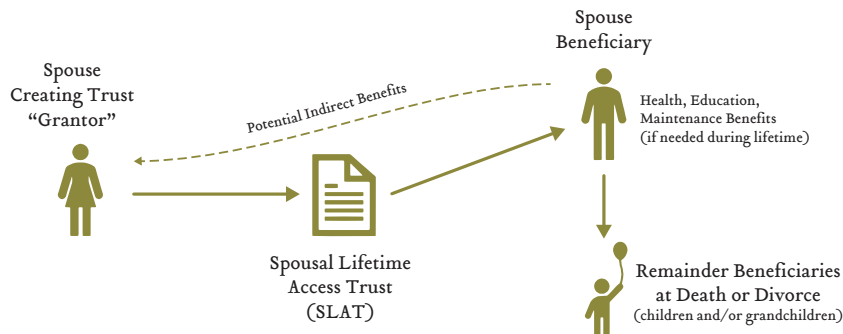 Spouse
Creating Trust
“Grantor”
Potential Indirect Benefits
Spouse
Beneficiary
Health, Education,
Maintenance Benefits
(if needed during lifetime)
Spousal Lifetime
Access Trust
(SLAT)
Remainder Beneficiaries
at Death or Divorce
(children and/or grandchildren)